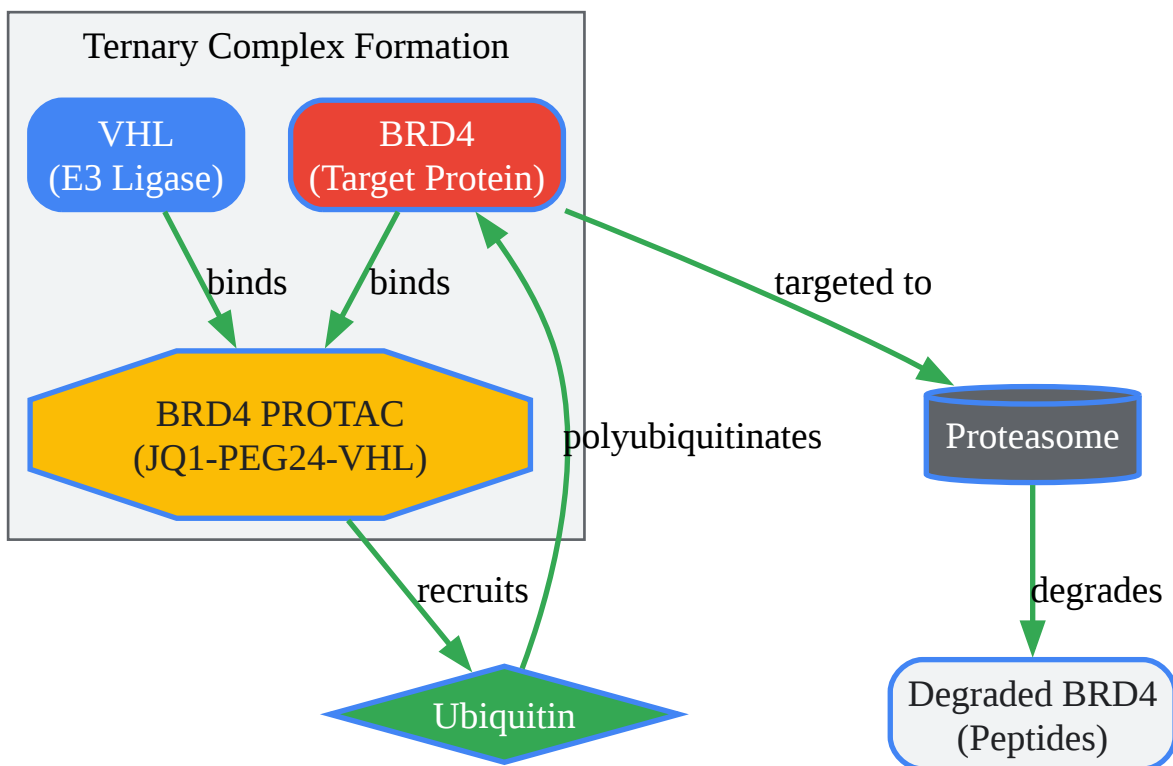 Ternary Complex Formation
VHL
(E3 Ligase)
BRD4
(Target Protein)
binds
binds
targeted to
BRD4 PROTAC
(JQ1-PEG24-VHL)
polyubiquitinates
Proteasome
recruits
degrades
Ubiquitin
Degraded BRD4
(Peptides)